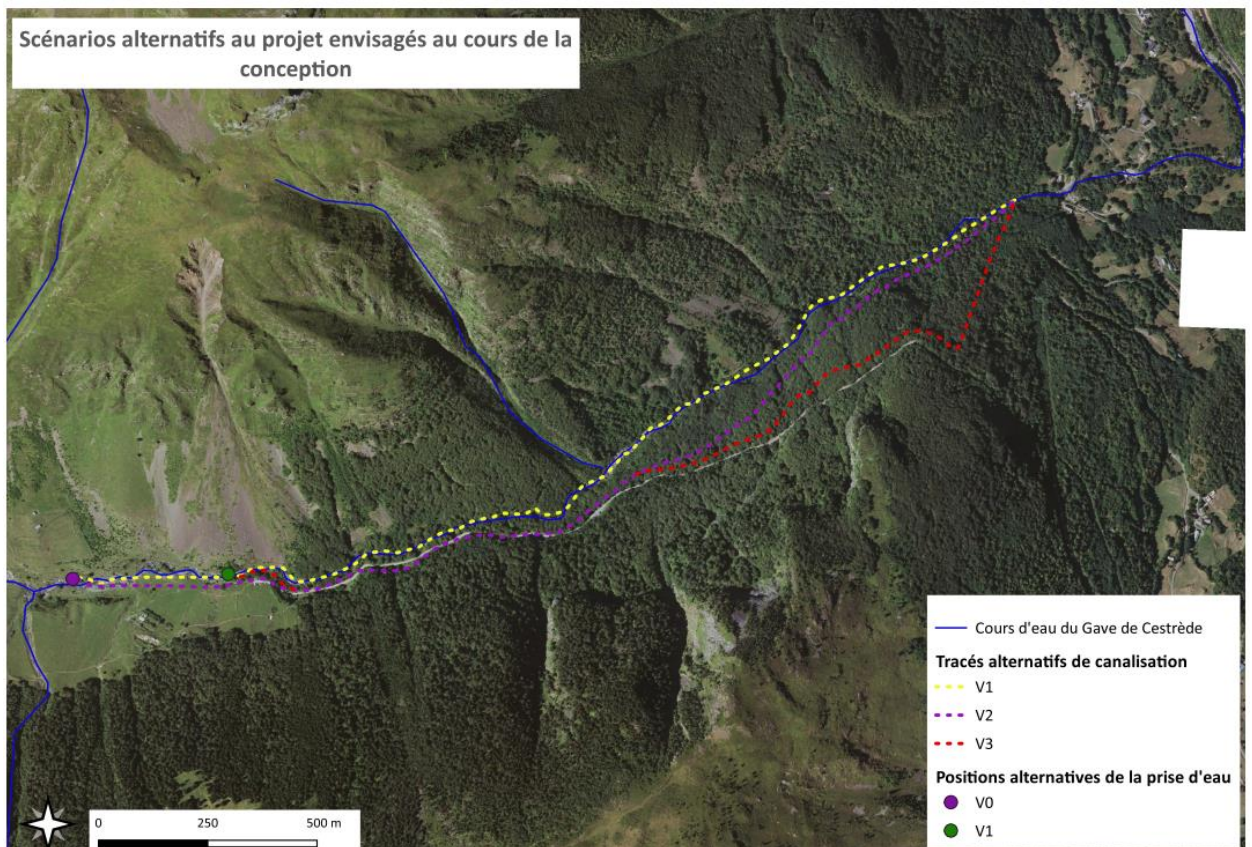 Scénarios alternatifs au projet envisagés au cours de la
conception
Cours d'eau du Gave de Cestrède
Tracés alternatifs de canalisation
V1
V2
V3
Positions alternatives de la prise d'eau
V0
V1
0 250 500 m